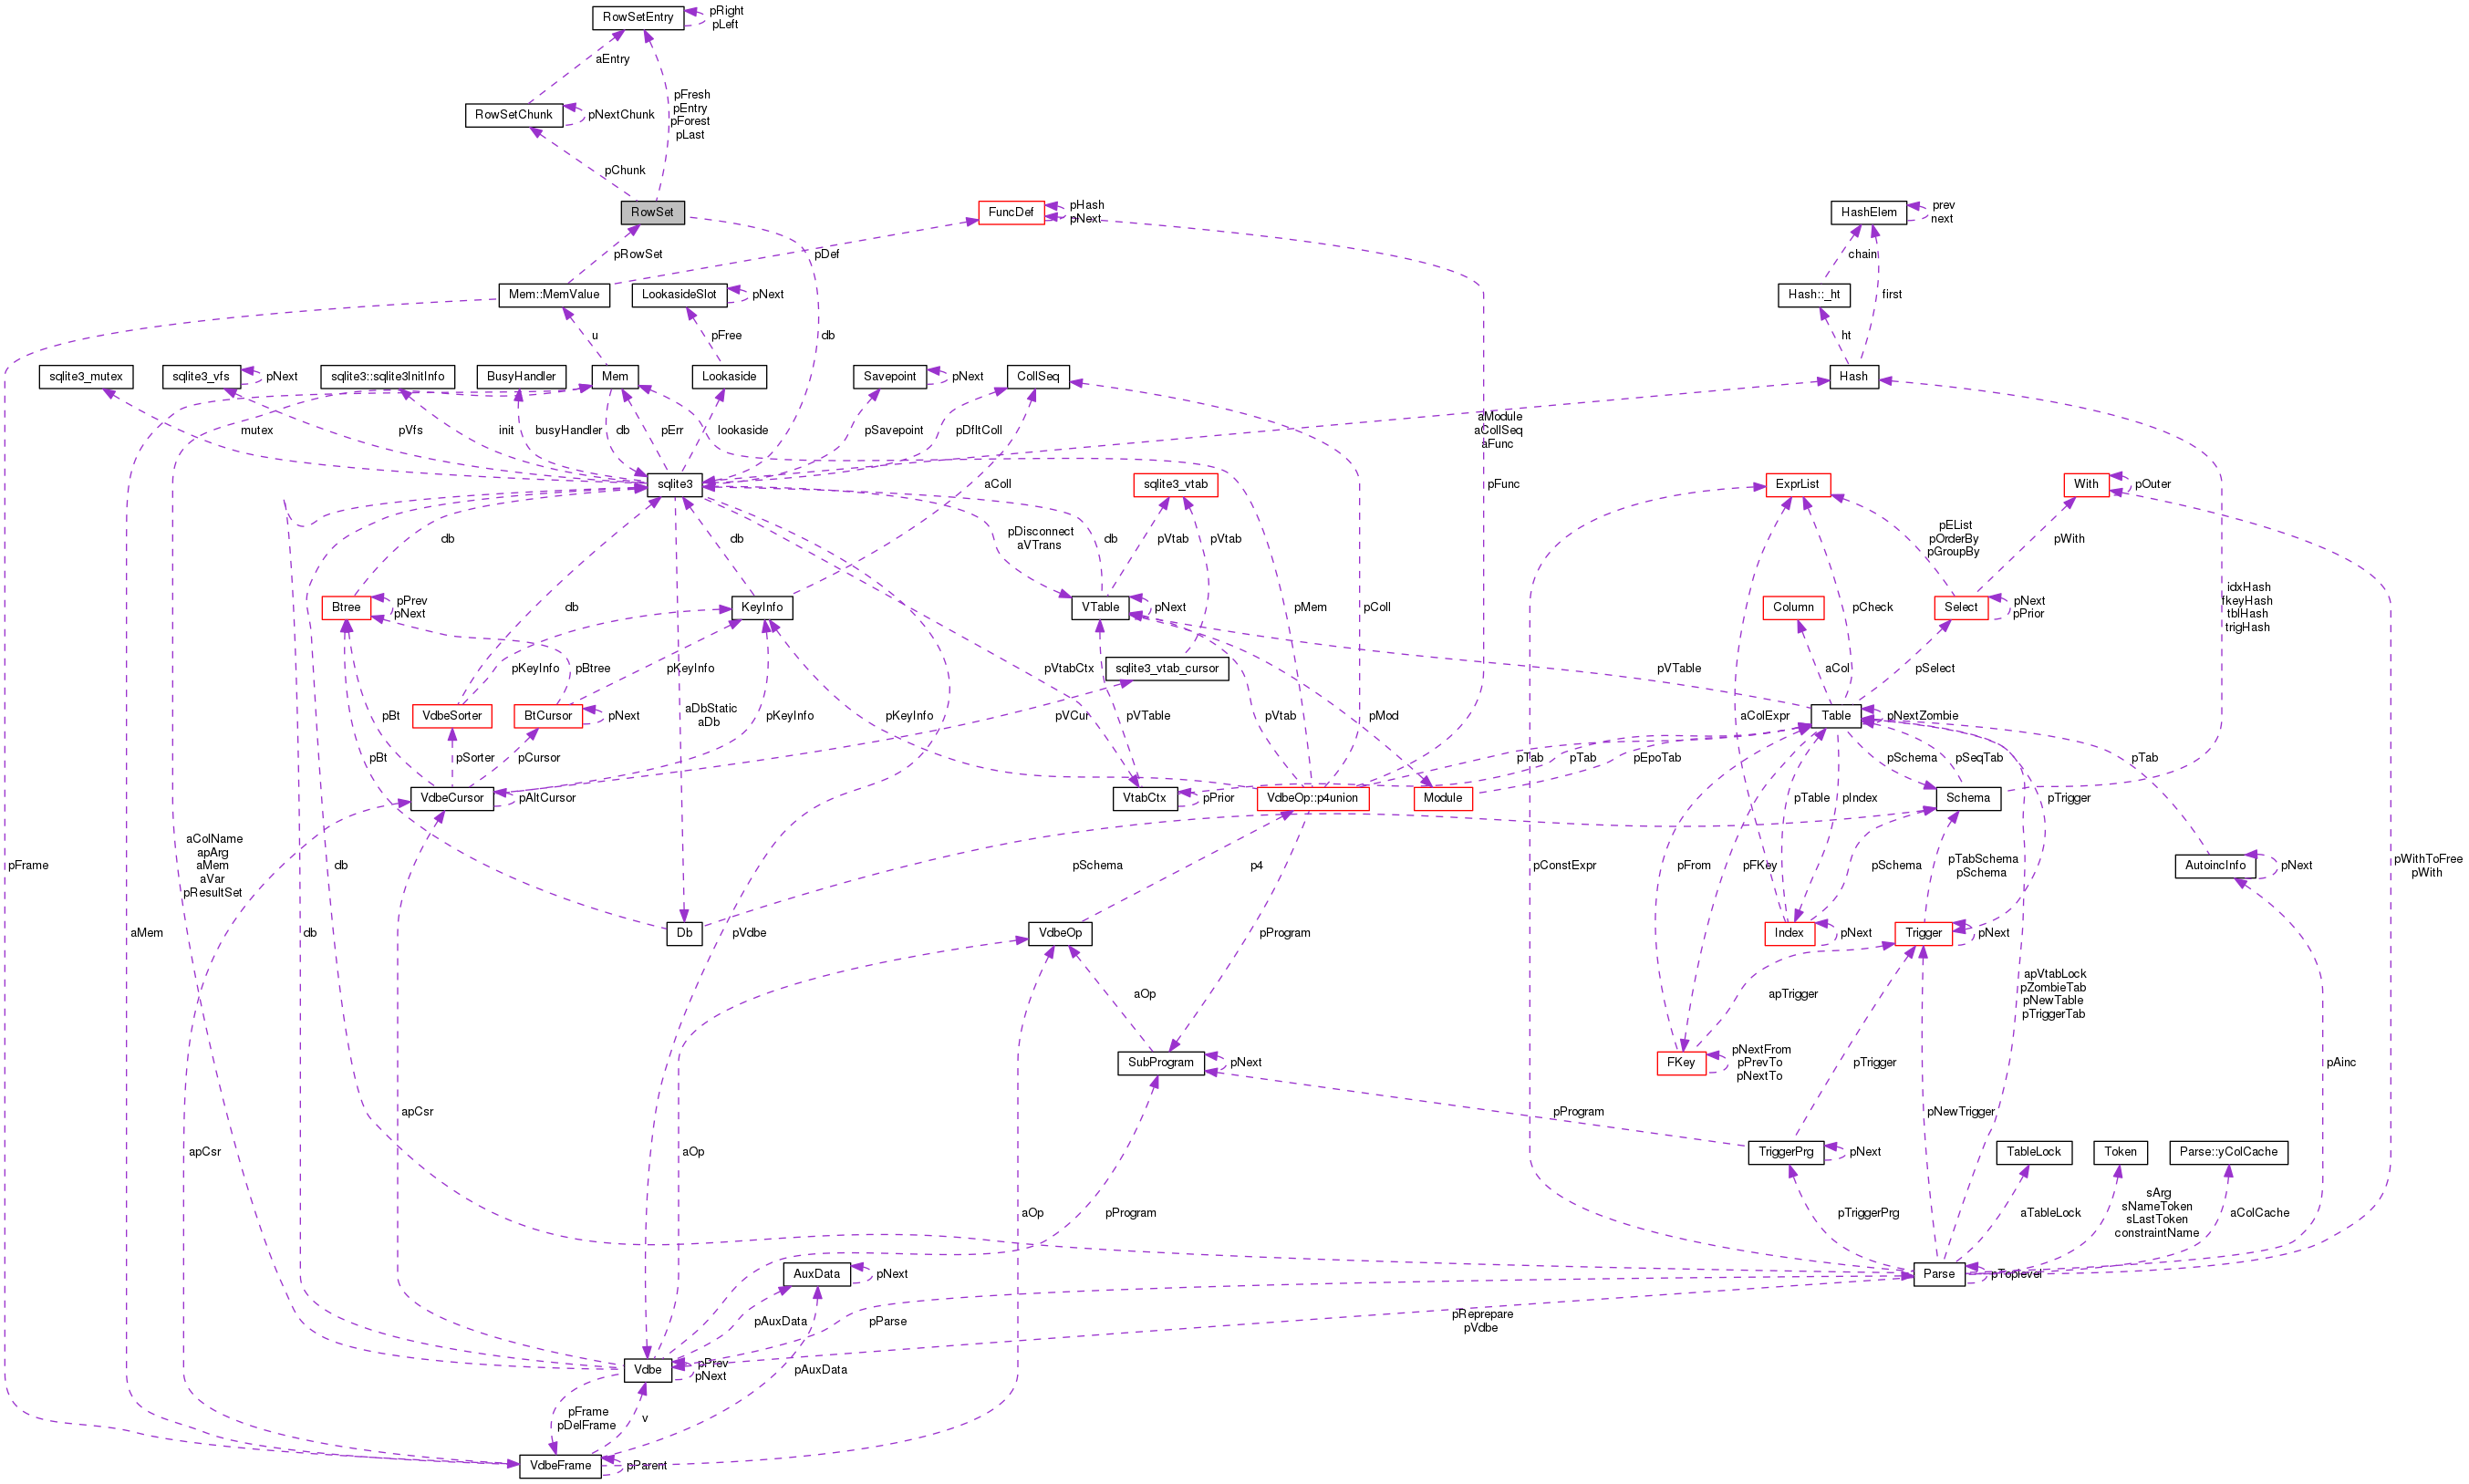 RowSetEntry
pRight
pLeft
aEntry
pFresh
pEntry
pForest
pLast
RowSetChunk
pNextChunk
pChunk
RowSet
FuncDef
pHash
pNext
HashElem
prev
next
pRowSet
pDef
db
chain
first
Mem::MemValue
LookasideSlot
pNext
Hash::_ht
u
pFree
ht
sqlite3_mutex
sqlite3_vfs
pNext
sqlite3::sqlite3InitInfo
BusyHandler
Mem
Lookaside
Savepoint
pNext
CollSeq
Hash
mutex
pVfs
init
busyHandler
db
pErr
lookaside
pSavepoint
pDfltColl
aModule
aCollSeq
aFunc
sqlite3
aColl
sqlite3_vtab
pFunc
ExprList
With
pOuter
db
db
pDisconnect
aVTrans
db
pVtab
pVtab
pEList
pOrderBy
pGroupBy
pWith
Btree
pPrev
pNext
db
KeyInfo
VTable
pNext
pMem
pColl
Column
pCheck
Select
pNext
pPrior
idxHash
fkeyHash
tblHash
trigHash
pKeyInfo
pBtree
pKeyInfo
pVtabCtx
sqlite3_vtab_cursor
pVTable
aCol
pSelect
pBt
VdbeSorter
BtCursor
pNext
aDbStatic
aDb
pKeyInfo
pKeyInfo
pVCur
pVTable
pVtab
pMod
aColExpr
Table
pNextZombie
pBt
pSorter
pCursor
pTab
pTab
pEpoTab
pSchema
pSeqTab
pTab
VdbeCursor
pAltCursor
VtabCtx
pPrior
VdbeOp::p4union
Module
pTable
pIndex
Schema
pTrigger
aColName
apArg
aMem
aVar
pResultSet
pFrame
db
pSchema
p4
pConstExpr
pFrom
pFKey
pSchema
pTabSchema
pSchema
AutoincInfo
pNext
pWithToFree
pWith
aMem
db
pVdbe
Db
VdbeOp
pProgram
Index
pNext
Trigger
pNext
aOp
apTrigger
apVtabLock
pZombieTab
pNewTable
pTriggerTab
SubProgram
pNext
FKey
pNextFrom
pPrevTo
pNextTo
pTrigger
pAinc
apCsr
pProgram
pNewTrigger
apCsr
aOp
TriggerPrg
pNext
TableLock
Token
Parse::yColCache
aOp
pProgram
pTriggerPrg
aTableLock
sArg
sNameToken
sLastToken
constraintName
aColCache
AuxData
pNext
Parse
pToplevel
pAuxData
pParse
pReprepare
pVdbe
Vdbe
pPrev
pNext
pAuxData
pFrame
pDelFrame
v
VdbeFrame
pParent